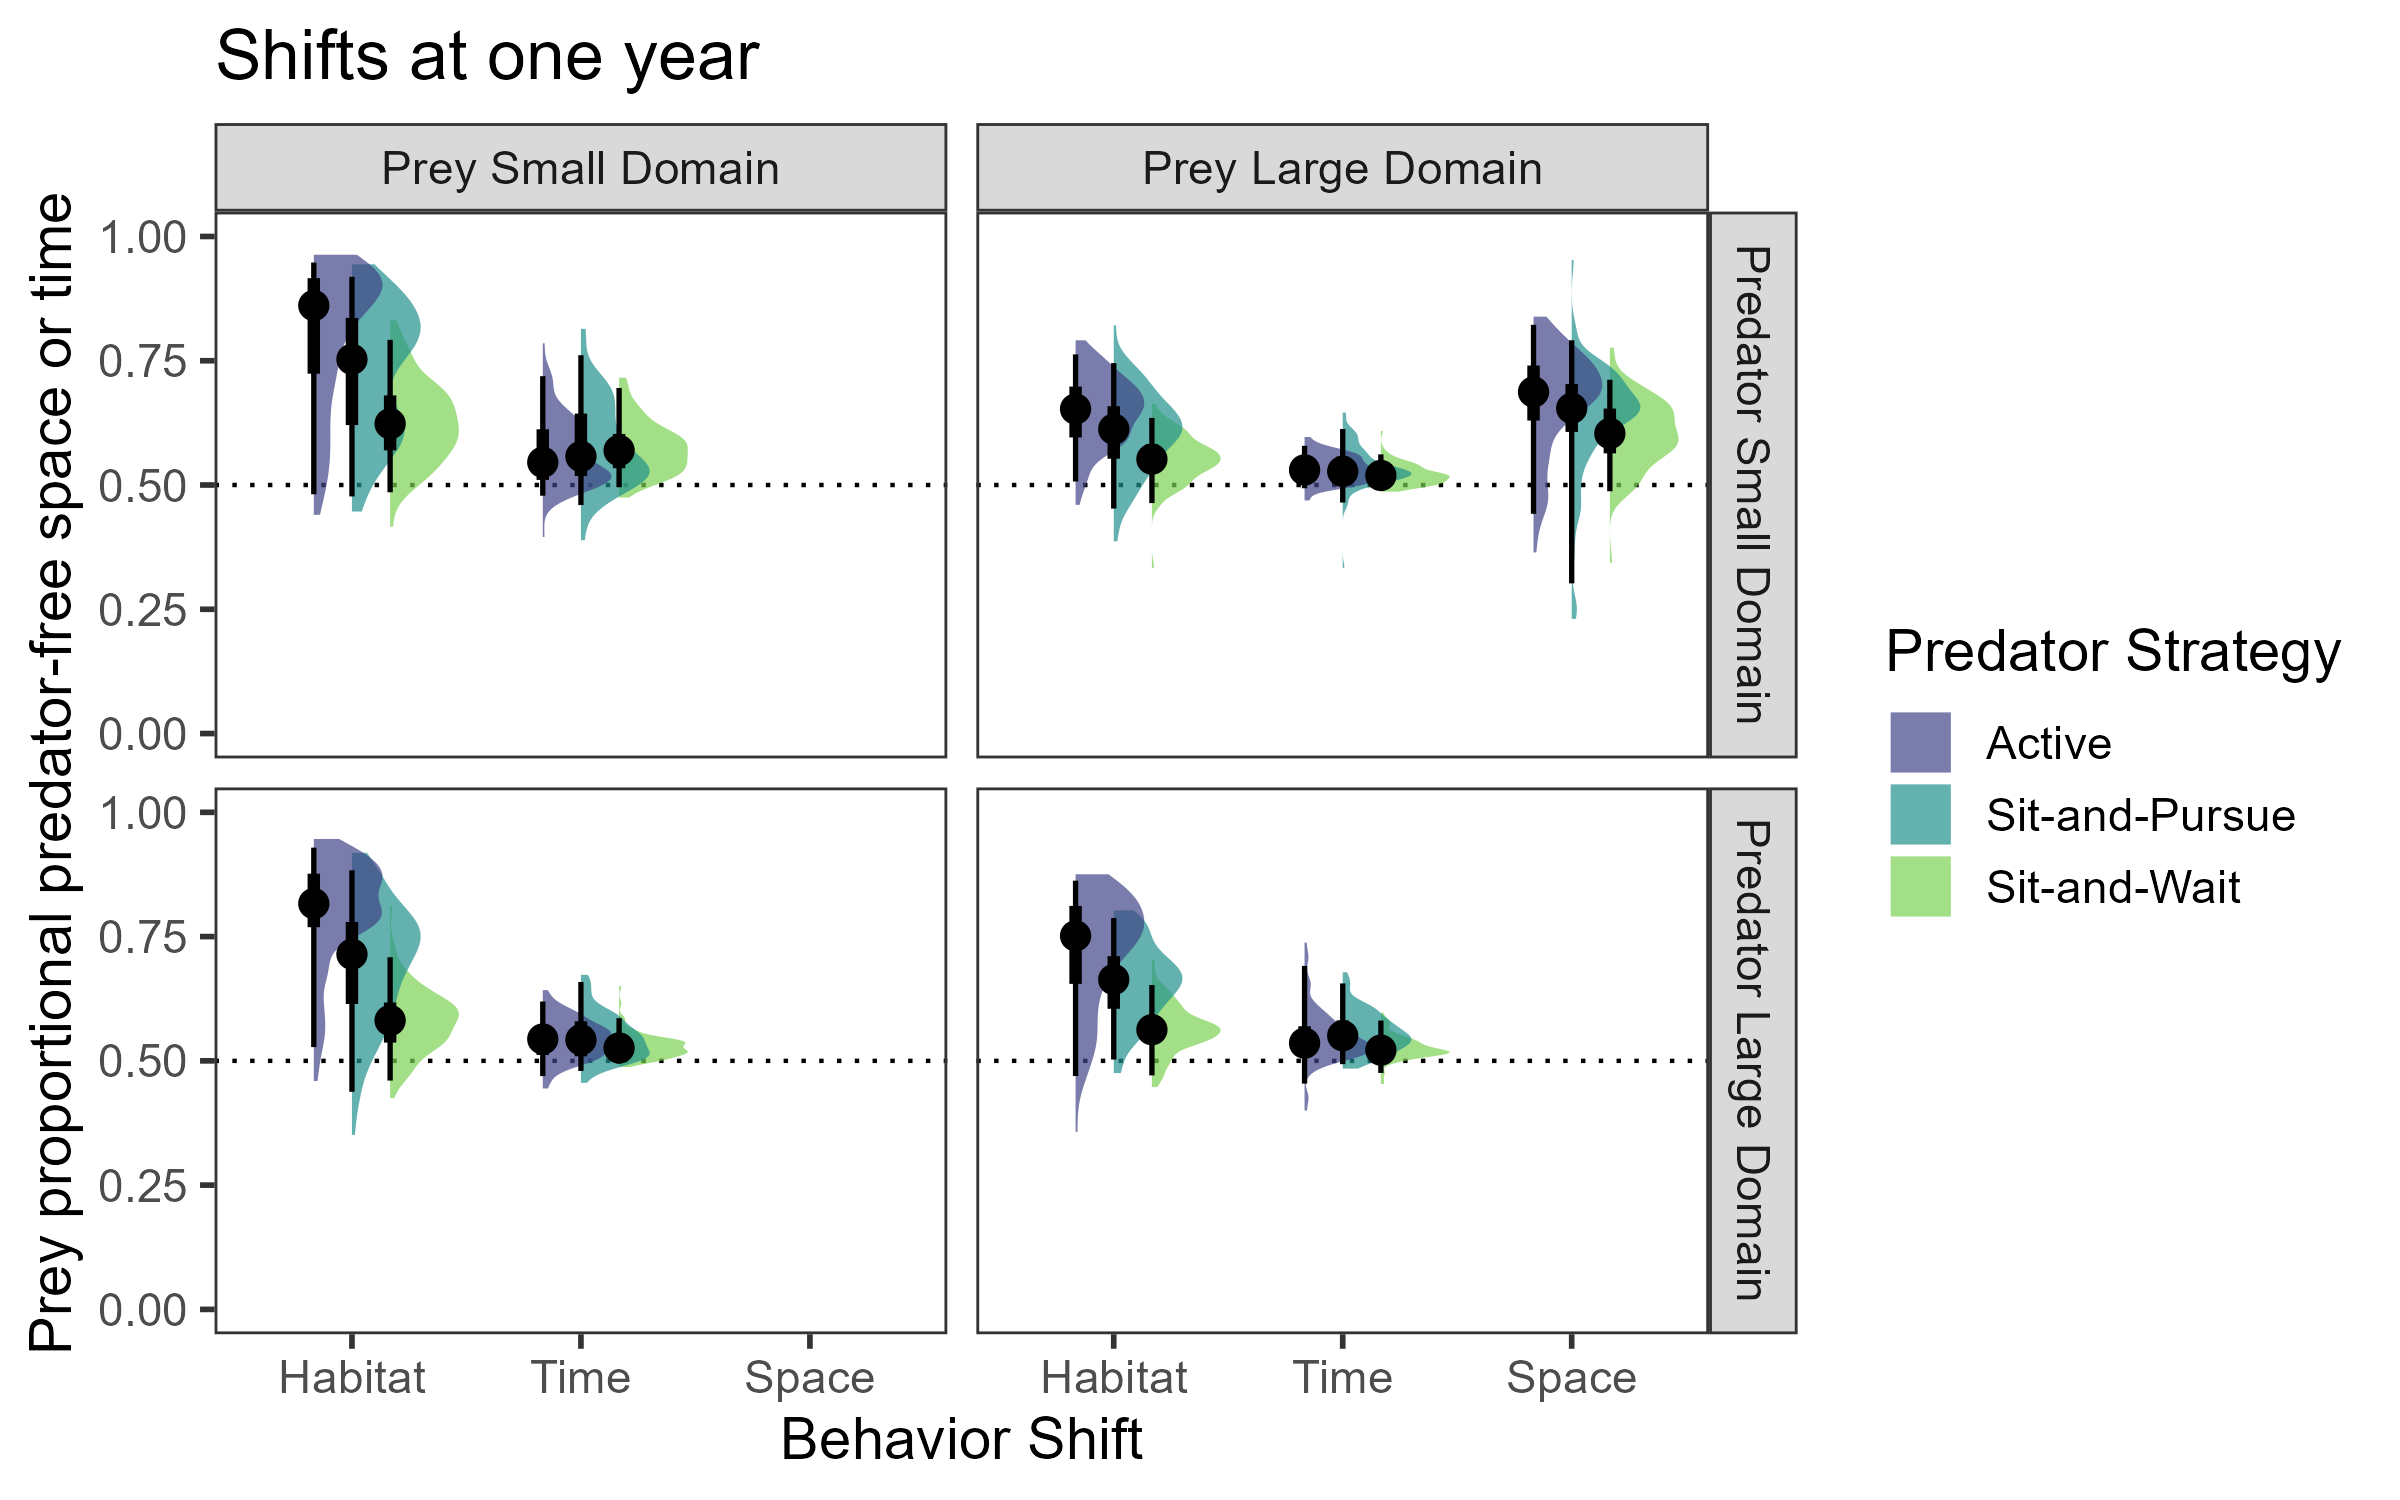 Shifts at one year
Prey Small Domain
Prey Large Domain
Prey proportional predator-free space or time
1.00
0.75
0.50
0.25
0.00
Predator Small Domain
1.00
0.75
0.50
0.25
0.00
Predator Large Domain
Habitat
Time
Space
Habitat
Time
Space
Behavior Shift
Predator Strategy
Active
Sit-and-Pursue
Sit-and-Wait